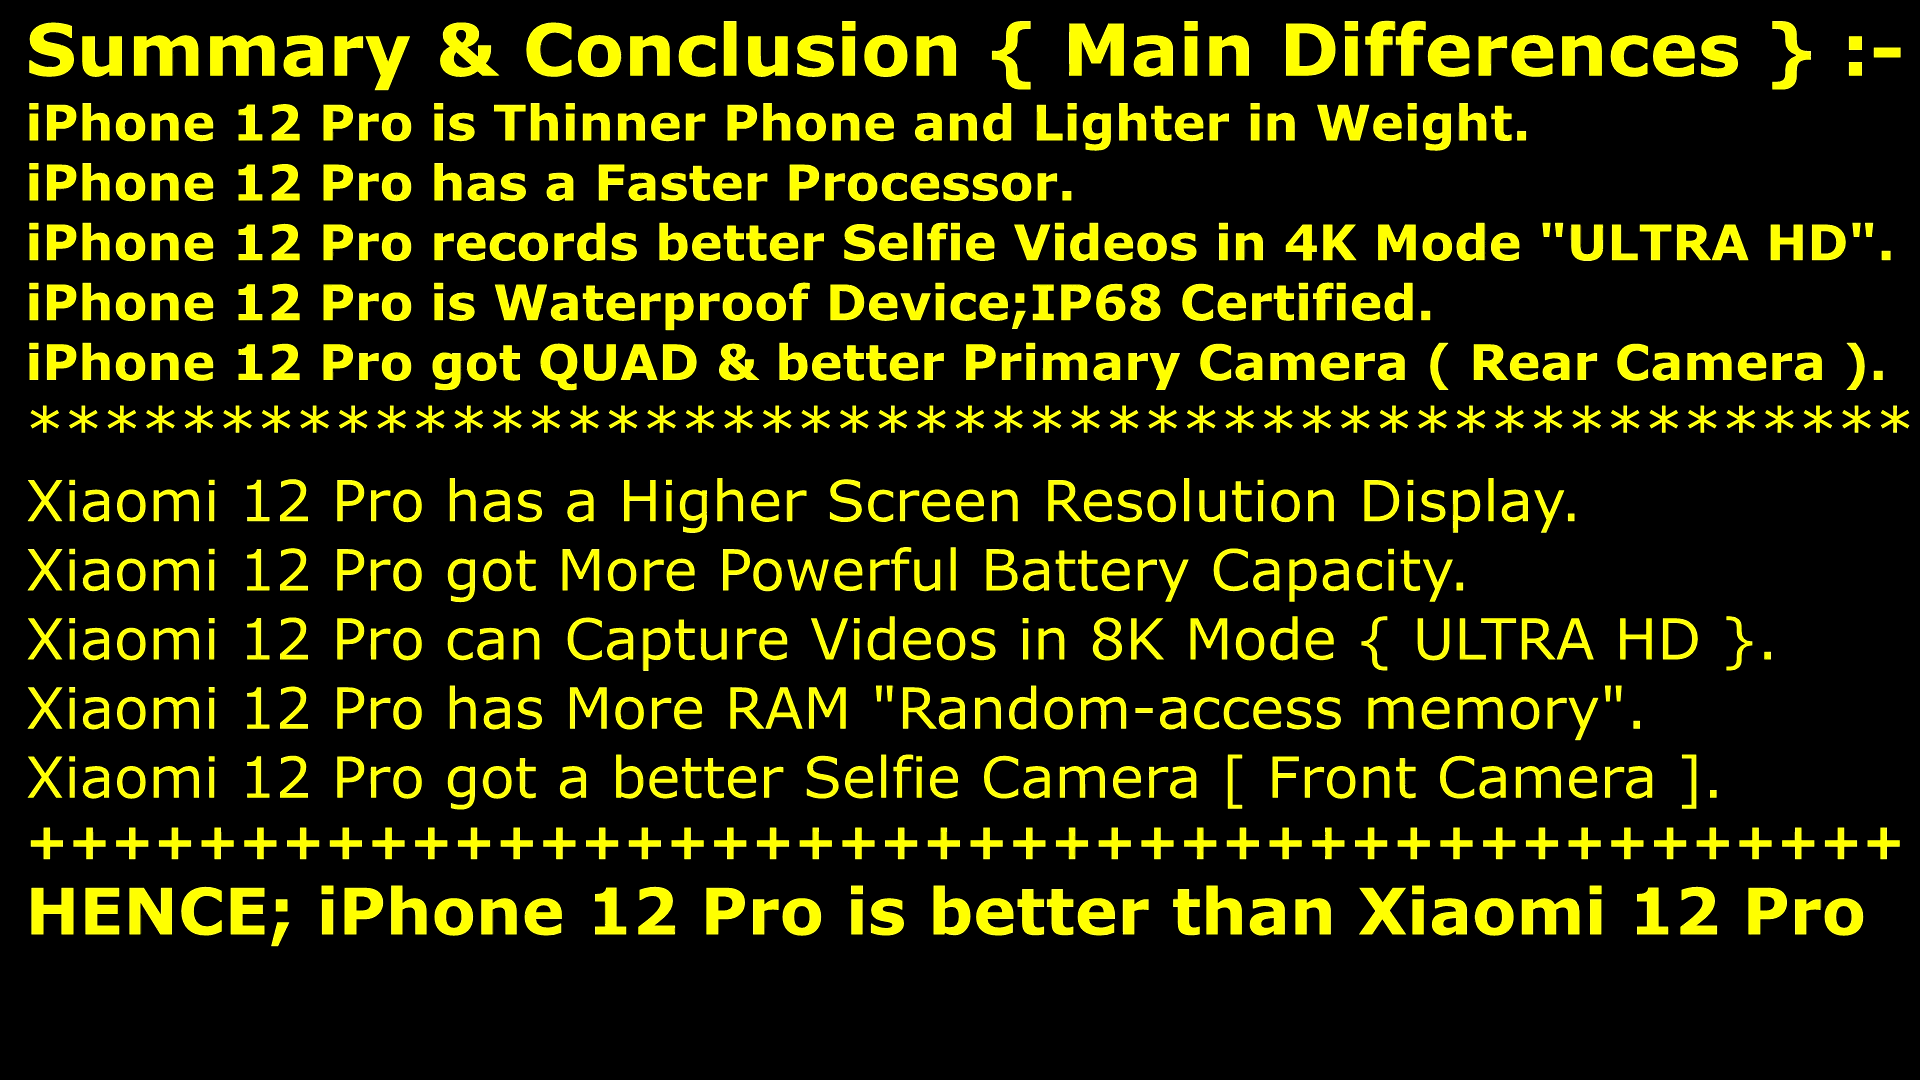 Summary & Conclusion { Main Differences } :-
iPhone 12 Pro is Thinner Phone and Lighter in Weight.
iPhone 12 Pro has a Faster Processor.
iPhone 12 Pro records better Selfie Videos in 4K Mode "ULTRA HD".
iPhone 12 Pro is Waterproof Device;IP68 Certified.
iPhone 12 Pro got QUAD & better Primary Camera ( Rear Camera ).
*************************************************
Xiaomi 12 Pro has a Higher Screen Resolution Display.
Xiaomi 12 Pro got More Powerful Battery Capacity.
Xiaomi 12 Pro can Capture Videos in 8K Mode { ULTRA HD }.
Xiaomi 12 Pro has More RAM "Random-access memory".
Xiaomi 12 Pro got a better Selfie Camera [ Front Camera ].
++++++++++++++++++++++++++++++++++++++++++++
HENCE; iPhone 12 Pro is better than Xiaomi 12 Pro